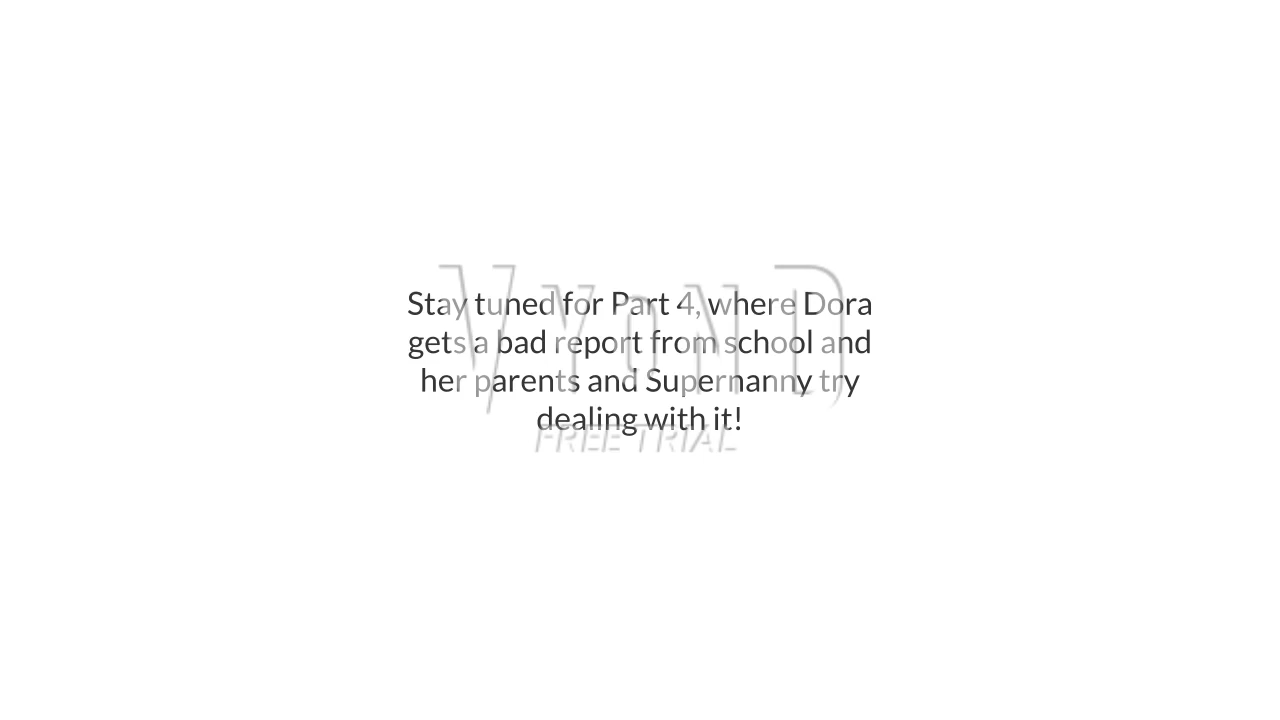 Stay tuned for Part 4, where Dora
gets a bad report from school and
her parents and Supernanny try
dealing with it!
VYOND
FREE TRIAL